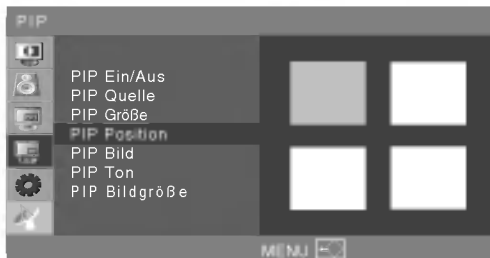 PIP
PIP Ein/Aus
PIP Quelle
PIP Größe
PIP Position
PIP Bild
PIP Ton
PIP Bildgröße
MENU